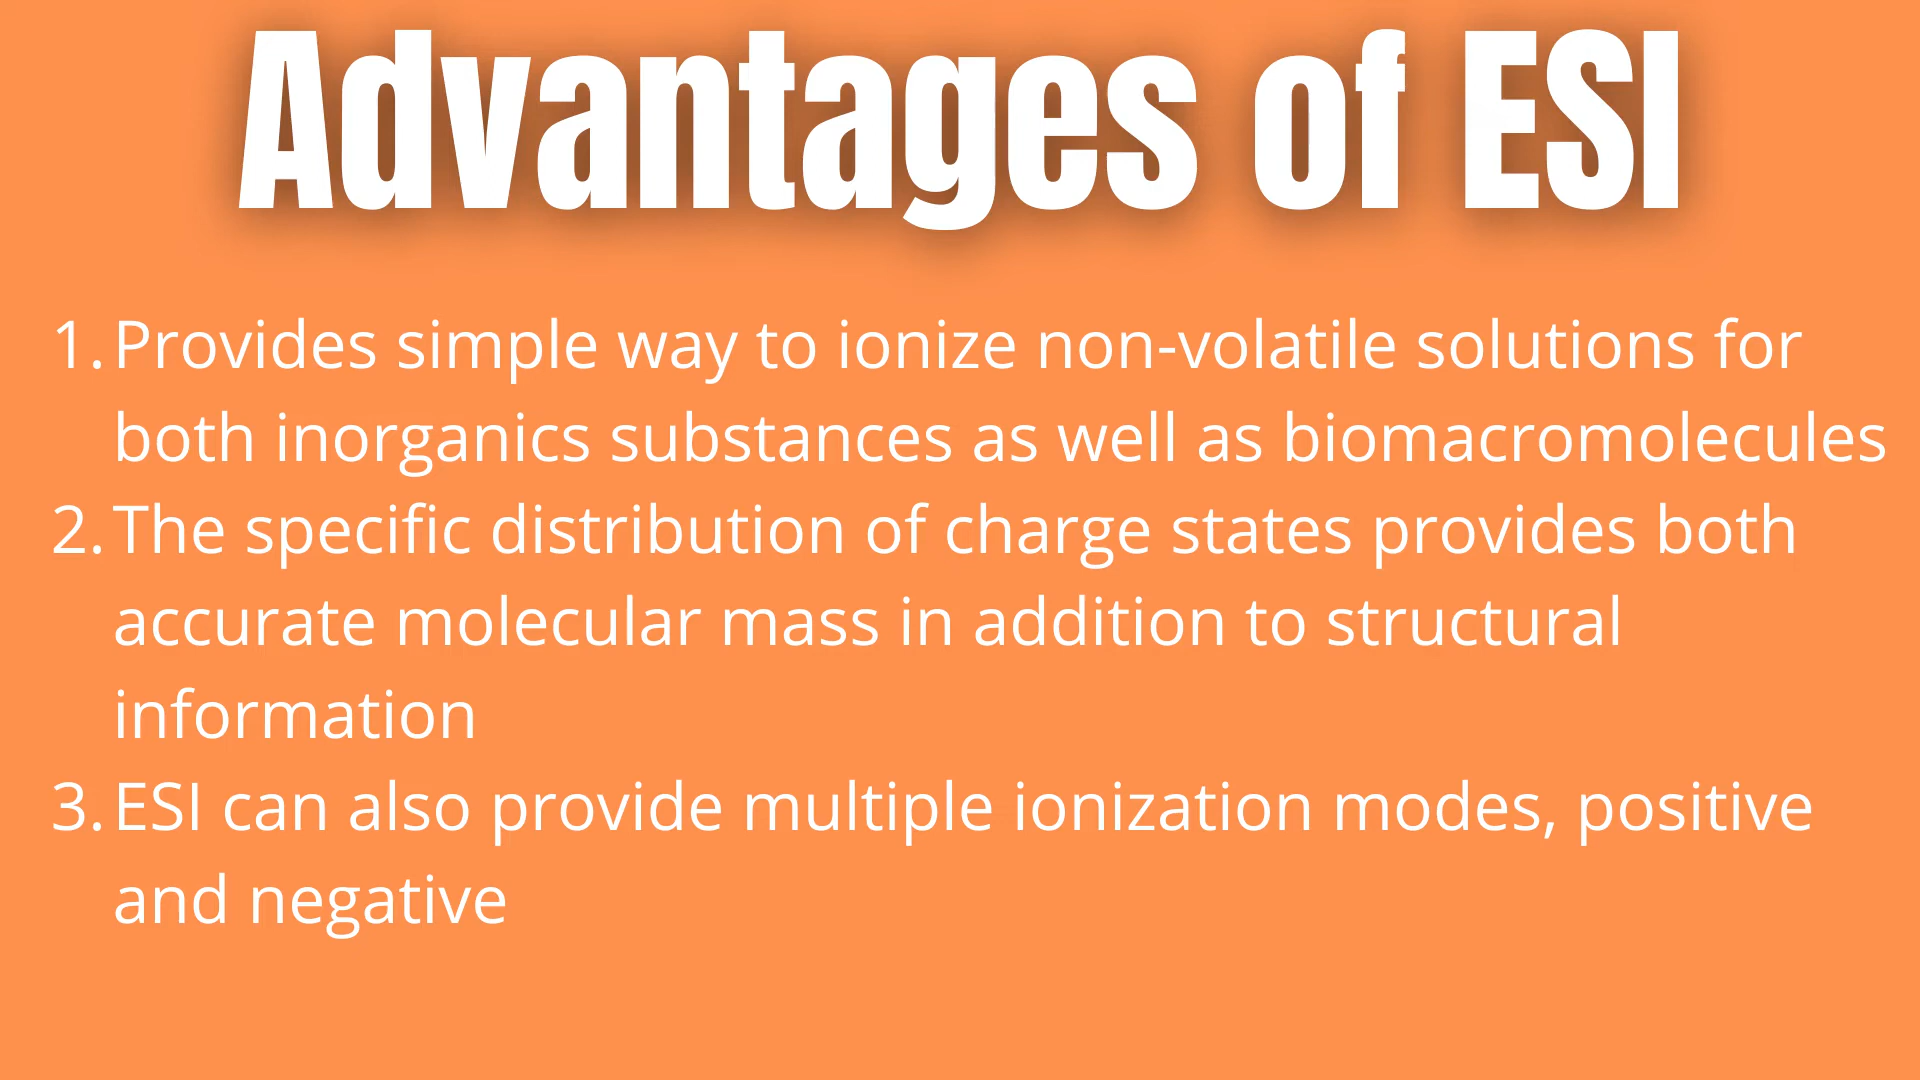 Advantages of ESI
1. Provides simple way to ionize non-volatile solutions for
both inorganics substances as well as biomacromolecules
2. The specific distribution of charge states provides both
accurate molecular mass in addition to structural
information
3. ESI can also provide multiple ionization modes, positive
and negative